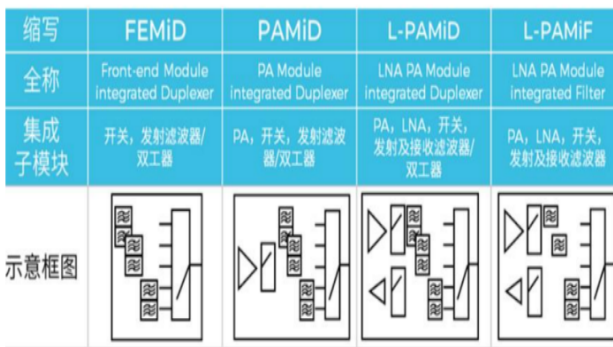 缩写 FEMiD PAMiD L-PAMiD L-PAMiF
全称 Front-end Module integrated Duplexer PA Module integrated Duplexer LNA PA Module integrated Duplexer LNA PA Module integrated Filter
集成子模块 开关，发射滤波器/双工器 PA，开关，发射滤波器/双工器 PA，LNA，开关，发射及接收滤波器/双工器 PA，LNA，开关，发射及接收滤波器
示意框图